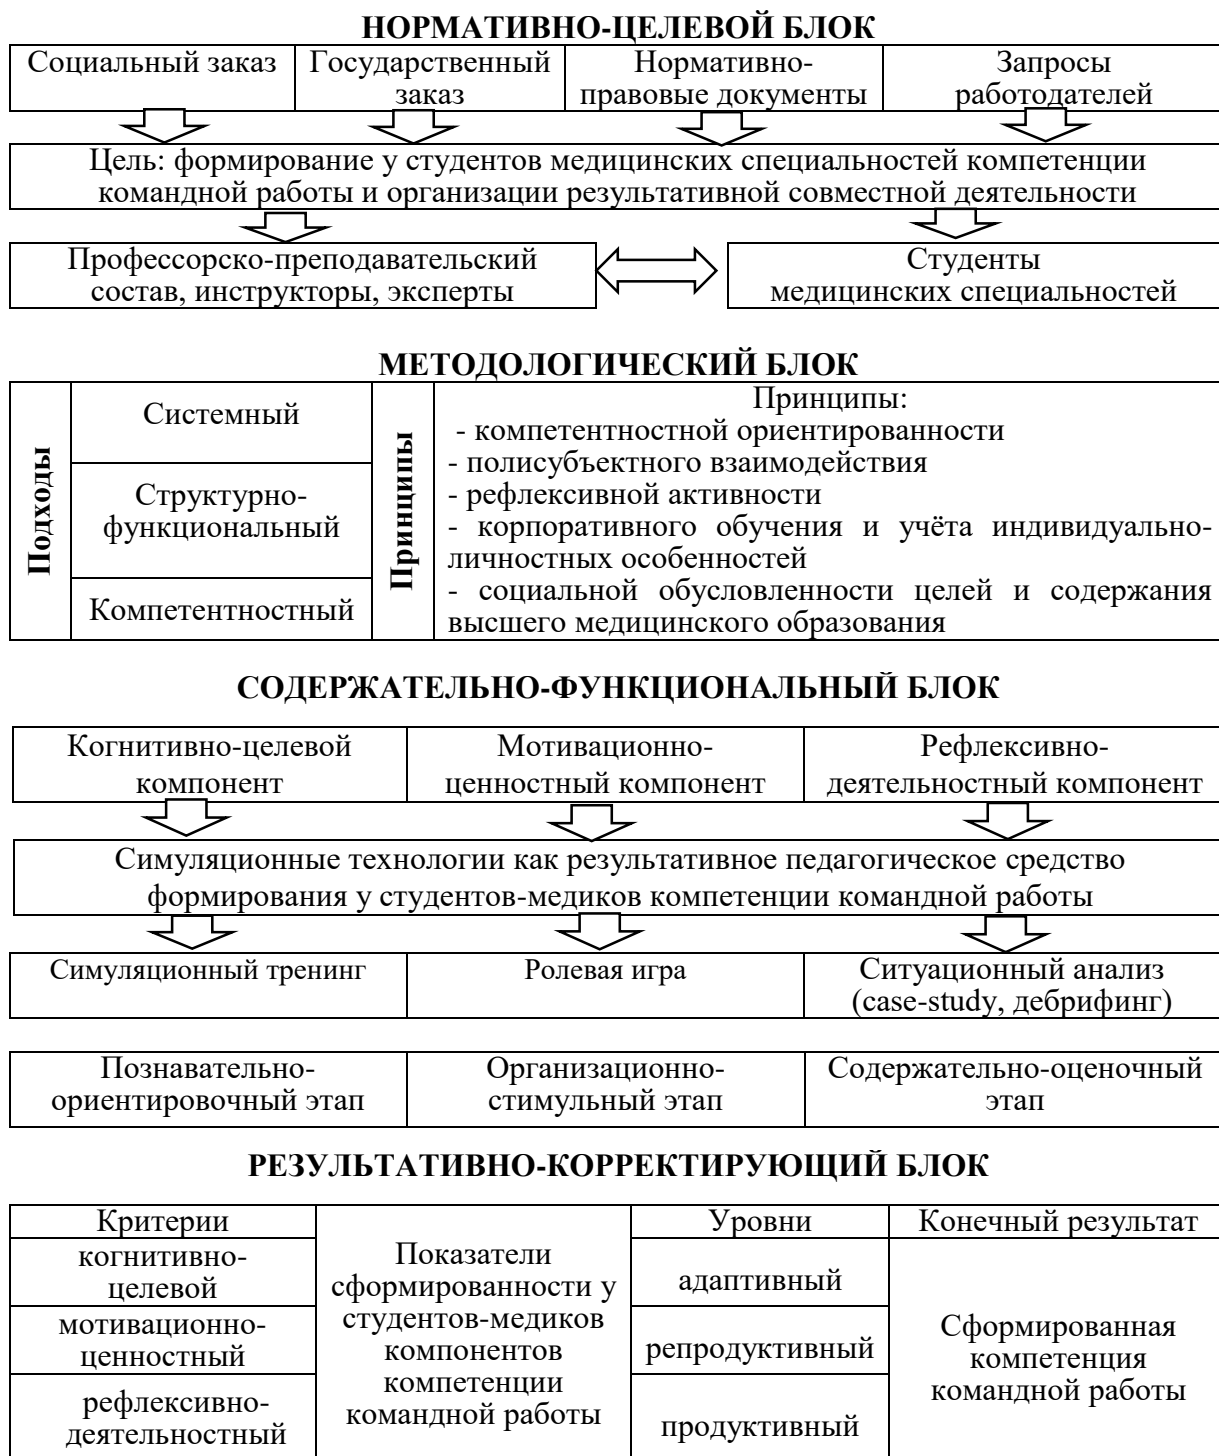 НОРМАТИВНО-ЦЕЛЕВОЙ БЛОК
Социальный заказ
Государственный
заказ
Нормативно-
правовые документы
Запросы
работодателей
Цель: формирование у студентов медицинских специальностей компетенции
командной работы и организации результативной совместной деятельности
Профессорско-преподавательский
состав, инструкторы, эксперты
Студенты
медицинских специальностей
МЕТОДОЛОГИЧЕСКИЙ БЛОК
Подходы
Системный
Структурно-
функциональный
Компетентностный
Принципы
Принципы:
- компетентностной ориентированности
- полисубъектного взаимодействия
- рефлексивной активности
- корпоративного обучения и учёта индивидуально-
личностных особенностей
- социальной обусловленности целей и содержания
высшего медицинского образования
СОДЕРЖАТЕЛЬНО-ФУНКЦИОНАЛЬНЫЙ БЛОК
Когнитивно-целевой
компонент
Мотивационно-
ценностный компонент
Рефлексивно-
деятельностный компонент
Симуляционные технологии как результативное педагогическое средство
формирования у студентов-медиков компетенции командной работы
Симуляционный тренинг
Ролевая игра
Ситуационный анализ
(case-study, дебрифинг)
Познавательно-
ориентировочный этап
Организационно-
стимульный этап
Содержательно-оценочный
этап
РЕЗУЛЬТАТИВНО-КОРРЕКТИРУЮЩИЙ БЛОК
Критерии
когнитивно-
целевой
мотивационно-
ценностный
рефлексивно-
деятельностный
Показатели
сформированности у
студентов-медиков
компонентов
компетенции
командной работы
Уровни
адаптивный
репродуктивный
продуктивный
Конечный результат
Сформированная
компетенция
командной работы